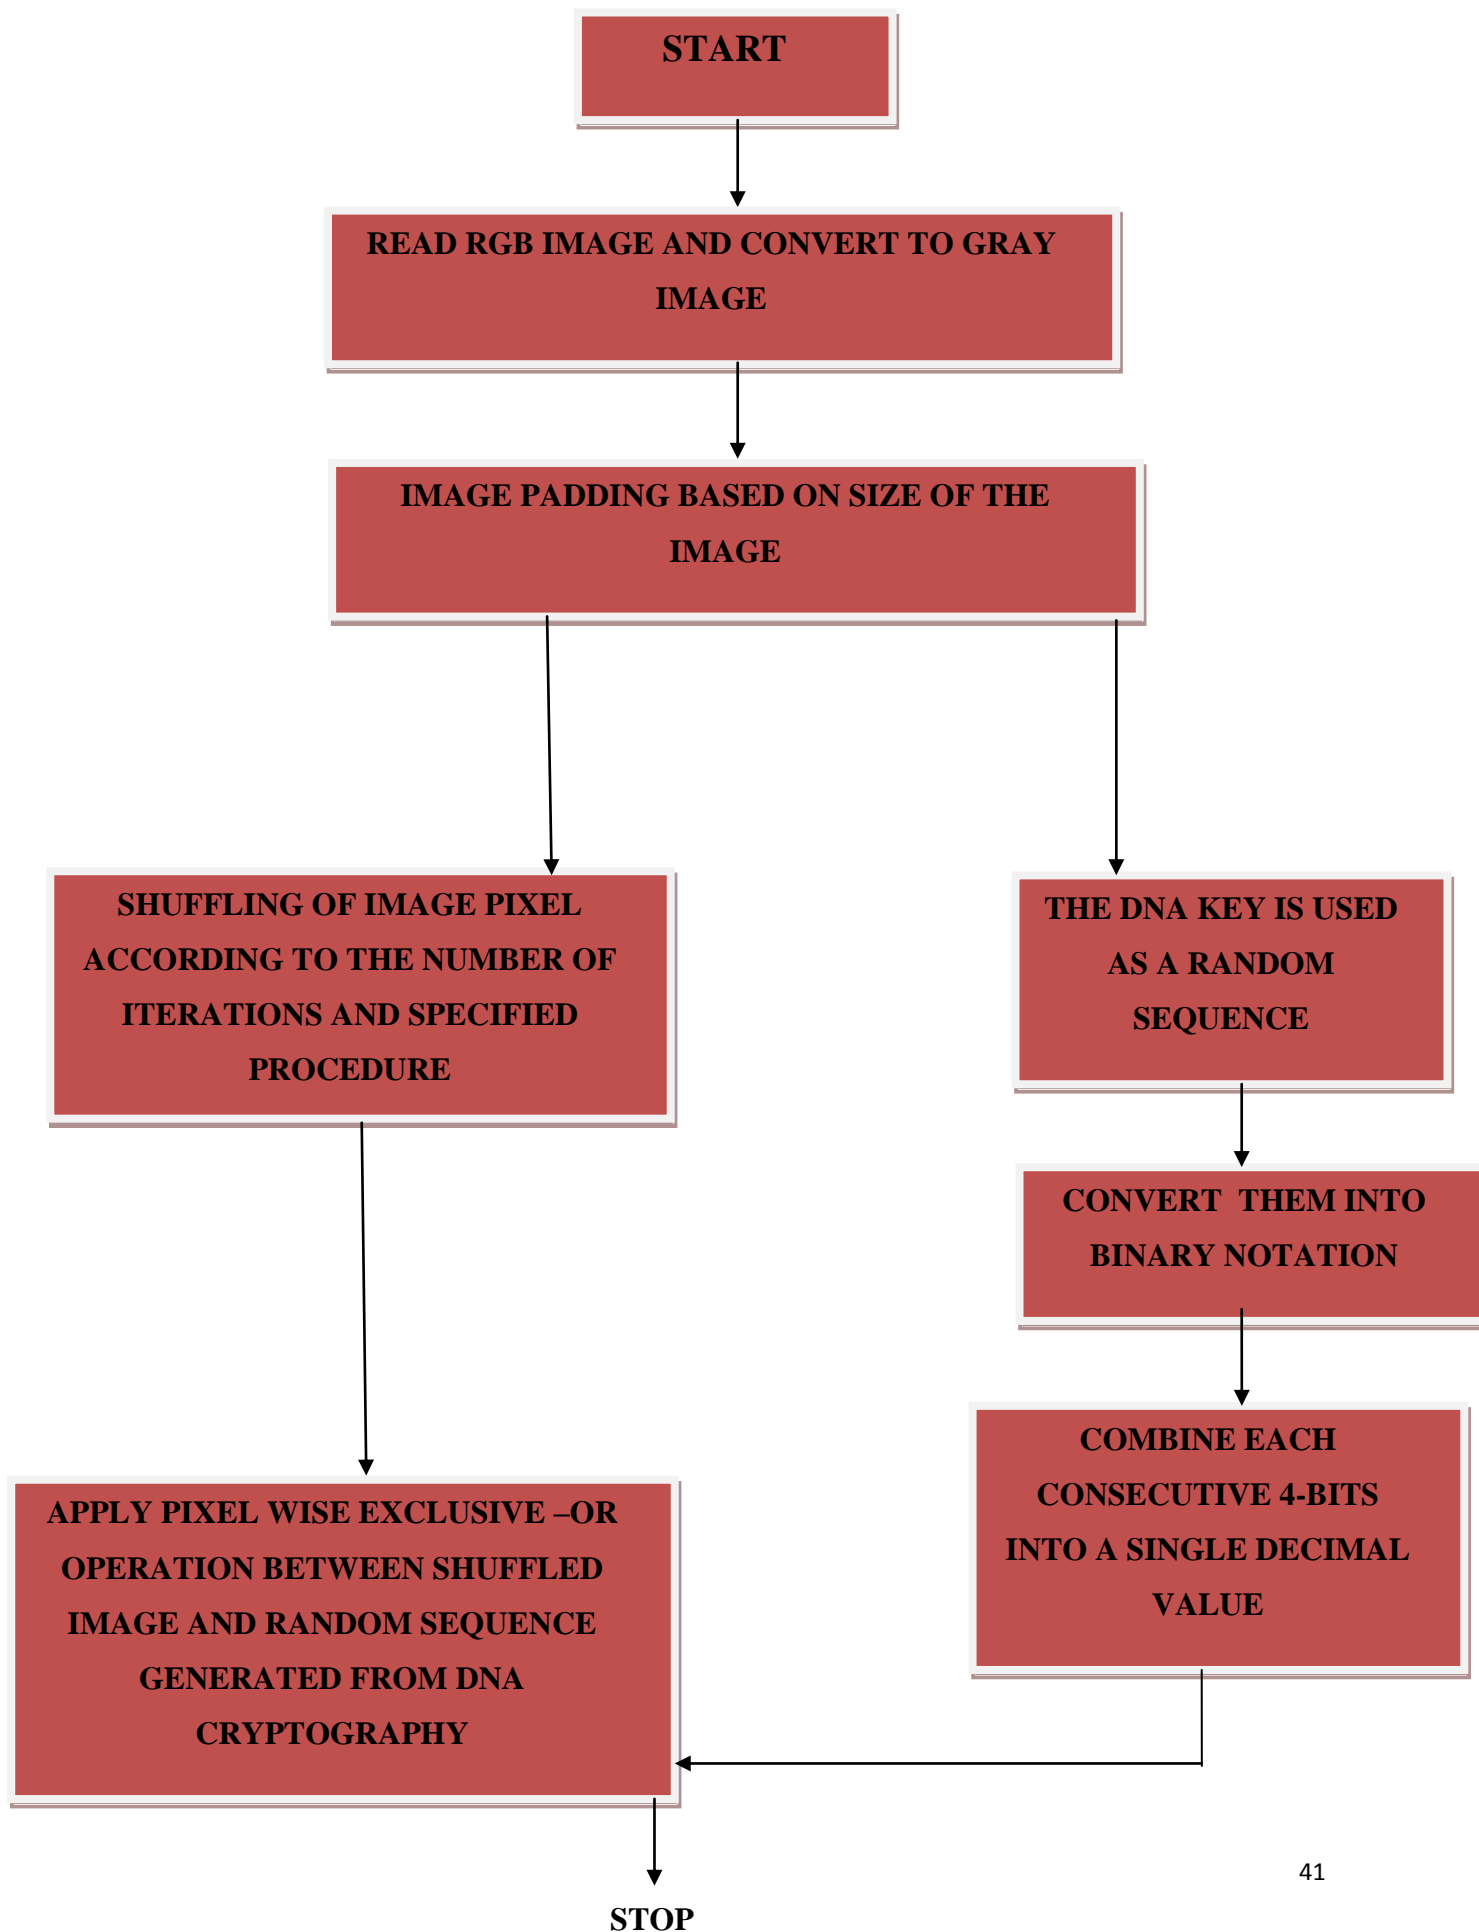 START
READ RGB IMAGE AND CONVERT TO GRAY
IMAGE
IMAGE PADDING BASED ON SIZE OF THE
IMAGE
SHUFFLING OF IMAGE PIXEL
ACCORDING TO THE NUMBER OF
ITERATIONS AND SPECIFIED
PROCEDURE
THE DNA KEY IS USED
AS A RANDOM
SEQUENCE
CONVERT THEM INTO
BINARY NOTATION
COMBINE EACH
CONSECUTIVE 4-BITS
INTO A SINGLE DECIMAL
VALUE
APPLY PIXEL WISE EXCLUSIVE –OR
OPERATION BETWEEN SHUFFLED
IMAGE AND RANDOM SEQUENCE
GENERATED FROM DNA
CRYPTOGRAPHY
41
STOP